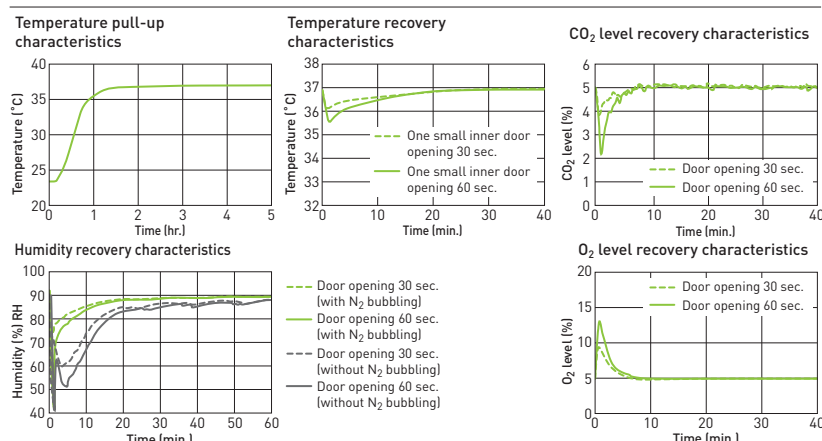 Temperature pull-up
characteristics
40
35
30
25
20
Temperature (°C)
0 1 2 3 4 5
Time (hr.)
Temperature recovery
characteristics
38
37
36
35
34
33
32
Temperature (°C)
One small inner door
opening 30 sec.
One small inner door
opening 60 sec.
0 10 20 30 40
Time (min.)
CO₂ level recovery characteristics
6
5
4
3
2
1
0
CO₂ level (%)
Door opening 30 sec.
Door opening 60 sec.
0 10 20 30 40
Time (min.)
Humidity recovery characteristics
100
90
80
70
60
50
40
Humidity (%) RH
0 10 20 30 40 50 60
Time (min.)
Door opening 30 sec.
(with N₂ bubbling)
Door opening 60 sec.
(with N₂ bubbling)
Door opening 30 sec.
(without N₂ bubbling)
Door opening 60 sec.
(without N₂ bubbling)
O₂ level recovery characteristics
20
15
10
5
0
O₂ level (%)
Door opening 30 sec.
Door opening 60 sec.
0 10 20 30 40
Time (min.)